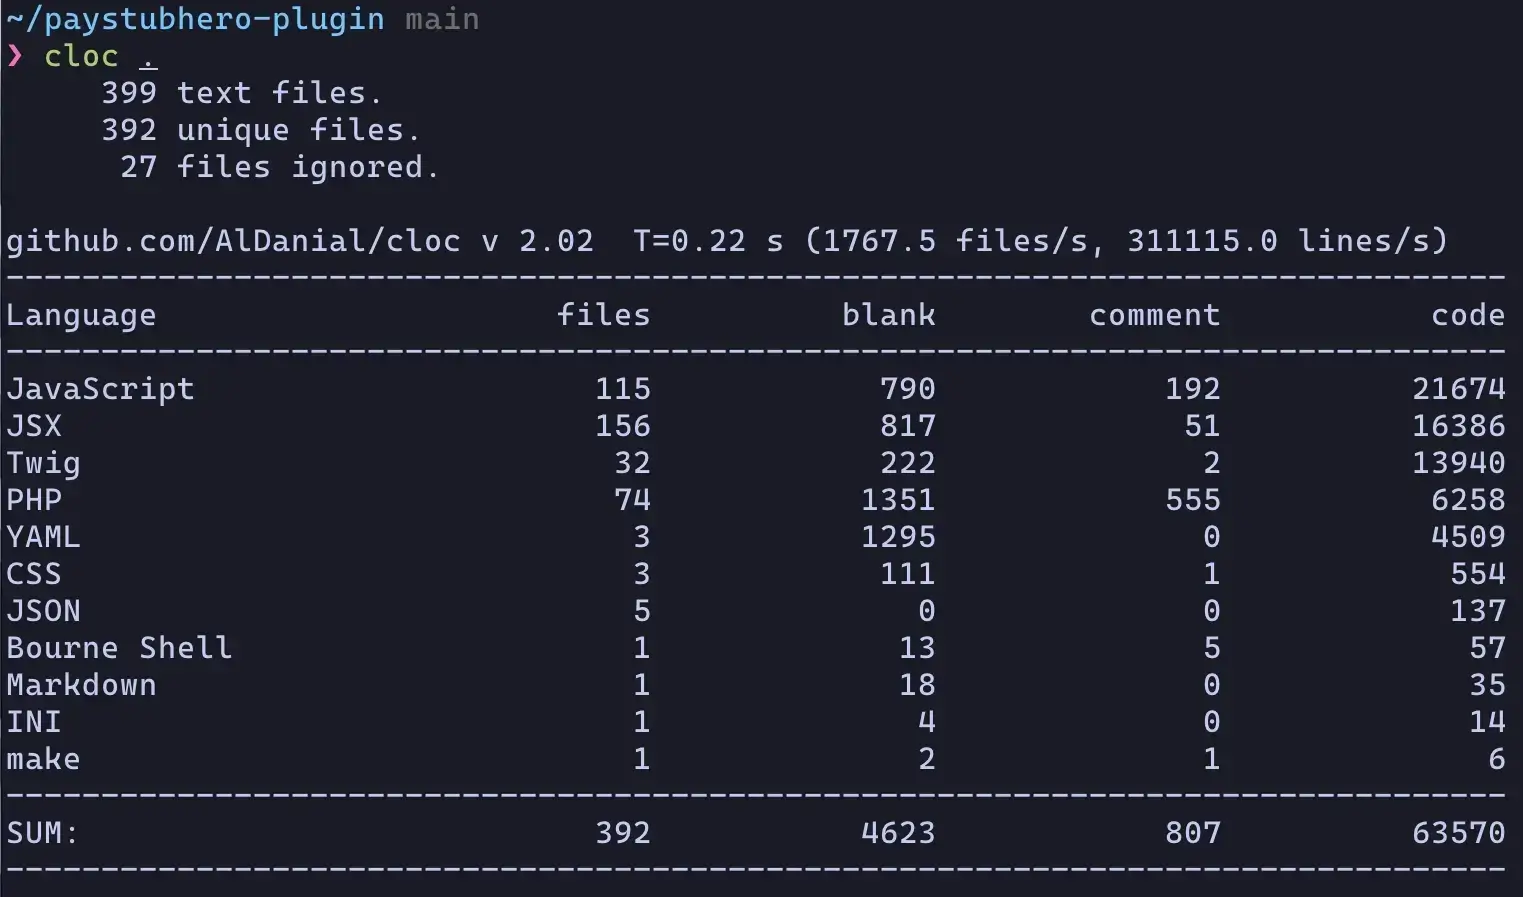 ~/paystubhero-plugin main
❯ cloc .
399 text files.
392 unique files.
27 files ignored.
github.com/AlDanial/cloc v 2.02  T=0.22 s (1767.5 files/s, 311115.0 lines/s)
-------------------------------------------------------------------------------
Language                     files          blank        comment           code
-------------------------------------------------------------------------------
JavaScript                     115            790            192          21674
JSX                            156            817             51          16386
Twig                            32            222              2          13940
PHP                             74           1351            555           6258
YAML                             3           1295              0           4509
CSS                              3            111              1            554
JSON                             5              0              0            137
Bourne Shell                     1             13              5             57
Markdown                         1             18              0             35
INI                              1              4              0             14
make                             1              2              1              6
-------------------------------------------------------------------------------
SUM:                           392           4623            807          63570
-------------------------------------------------------------------------------